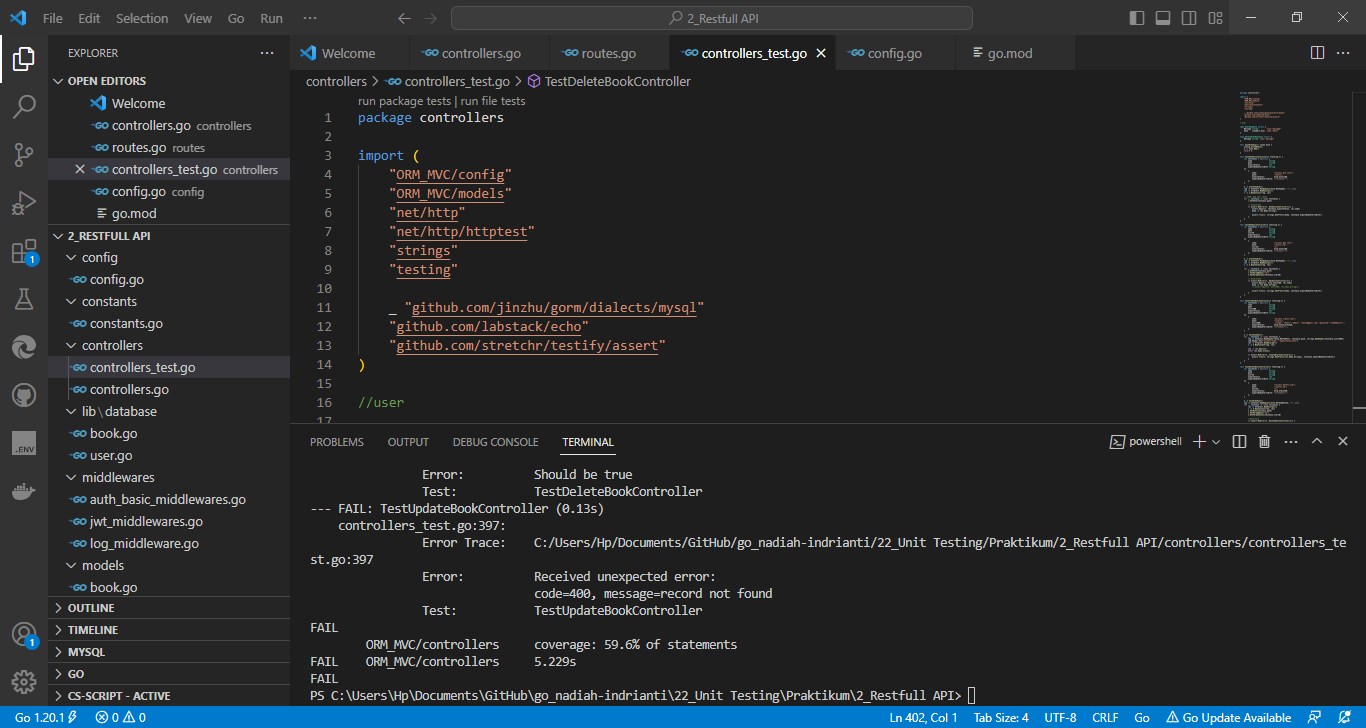 File Edit Selection View Go Run ··· 2_Restfull API
EXPLORER ···
OPEN EDITORS
Welcome
controllers.go controllers
routes.go routes
controllers_test.go controllers
config.go config
go.mod
2_RESTFULL API
config
config.go
constants
constants.go
controllers
controllers_test.go
controllers.go
lib\database
book.go
user.go
middlewares
auth_basic_middlewares.go
jwt_middlewares.go
log_middleware.go
models
book.go
OUTLINE
TIMELINE
MYSQL
GO
CS-SCRIPT - ACTIVE
1
.ENV
1
Welcome controllers.go routes.go controllers_test.go config.go go.mod
controllers > controllers_test.go > TestDeleteBookController
run package tests | run file tests
1 package controllers
2
3 import (
4 "ORM_MVC/config"
5 "ORM_MVC/models"
6 "net/http"
7 "net/http/httptest"
8 "strings"
9 "testing"
10
11 _ "github.com/jinzhu/gorm/dialects/mysql"
12 "github.com/labstack/echo"
13 "github.com/stretchr/testify/assert"
14 )
15
16 //user
17
PROBLEMS OUTPUT DEBUG CONSOLE TERMINAL powershell
Error: Should be true
Test: TestDeleteBookController
--- FAIL: TestUpdateBookController (0.13s)
controllers_test.go:397:
Error Trace: C:/Users/Hp/Documents/GitHub/go_nadiah-indrianti/22_Unit Testing/Praktikum/2_Restfull API/controllers/controllers_te
st.go:397
Error: Received unexpected error:
code=400, message=record not found
Test: TestUpdateBookController
FAIL
ORM_MVC/controllers coverage: 59.6% of statements
FAIL ORM_MVC/controllers 5.229s
FAIL
PS C:\Users\Hp\Documents\GitHub\go_nadiah-indrianti\22_Unit Testing\Praktikum\2_Restfull API>
Go 1.20.1 0 0 Ln 402, Col 1 Tab Size: 4 UTF-8 CRLF Go Go Update Available